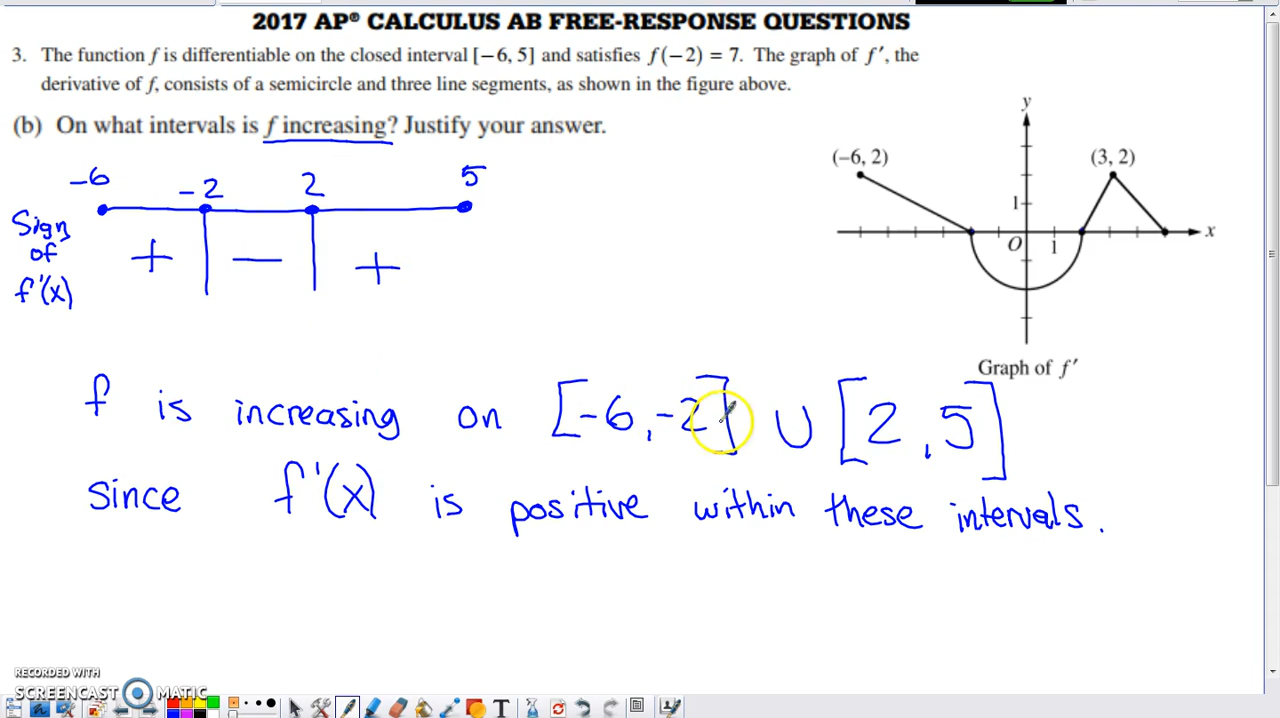 2017 AP® CALCULUS AB FREE-RESPONSE QUESTIONS
3. The function f is differentiable on the closed interval [−6, 5] and satisfies f(−2) = 7. The graph of f′, the
derivative of f, consists of a semicircle and three line segments, as shown in the figure above.
(b) On what intervals is f increasing? Justify your answer.
-6 -2 2 5
Sign
of
f'(x)
+ − +
y
(−6, 2) (3, 2)
1
O 1 x
Graph of f′
f is increasing on [-6, -2] ∪ [2, 5]
since f'(x) is positive within these intervals.
RECORDED WITH
SCREENCAST MATIC
T